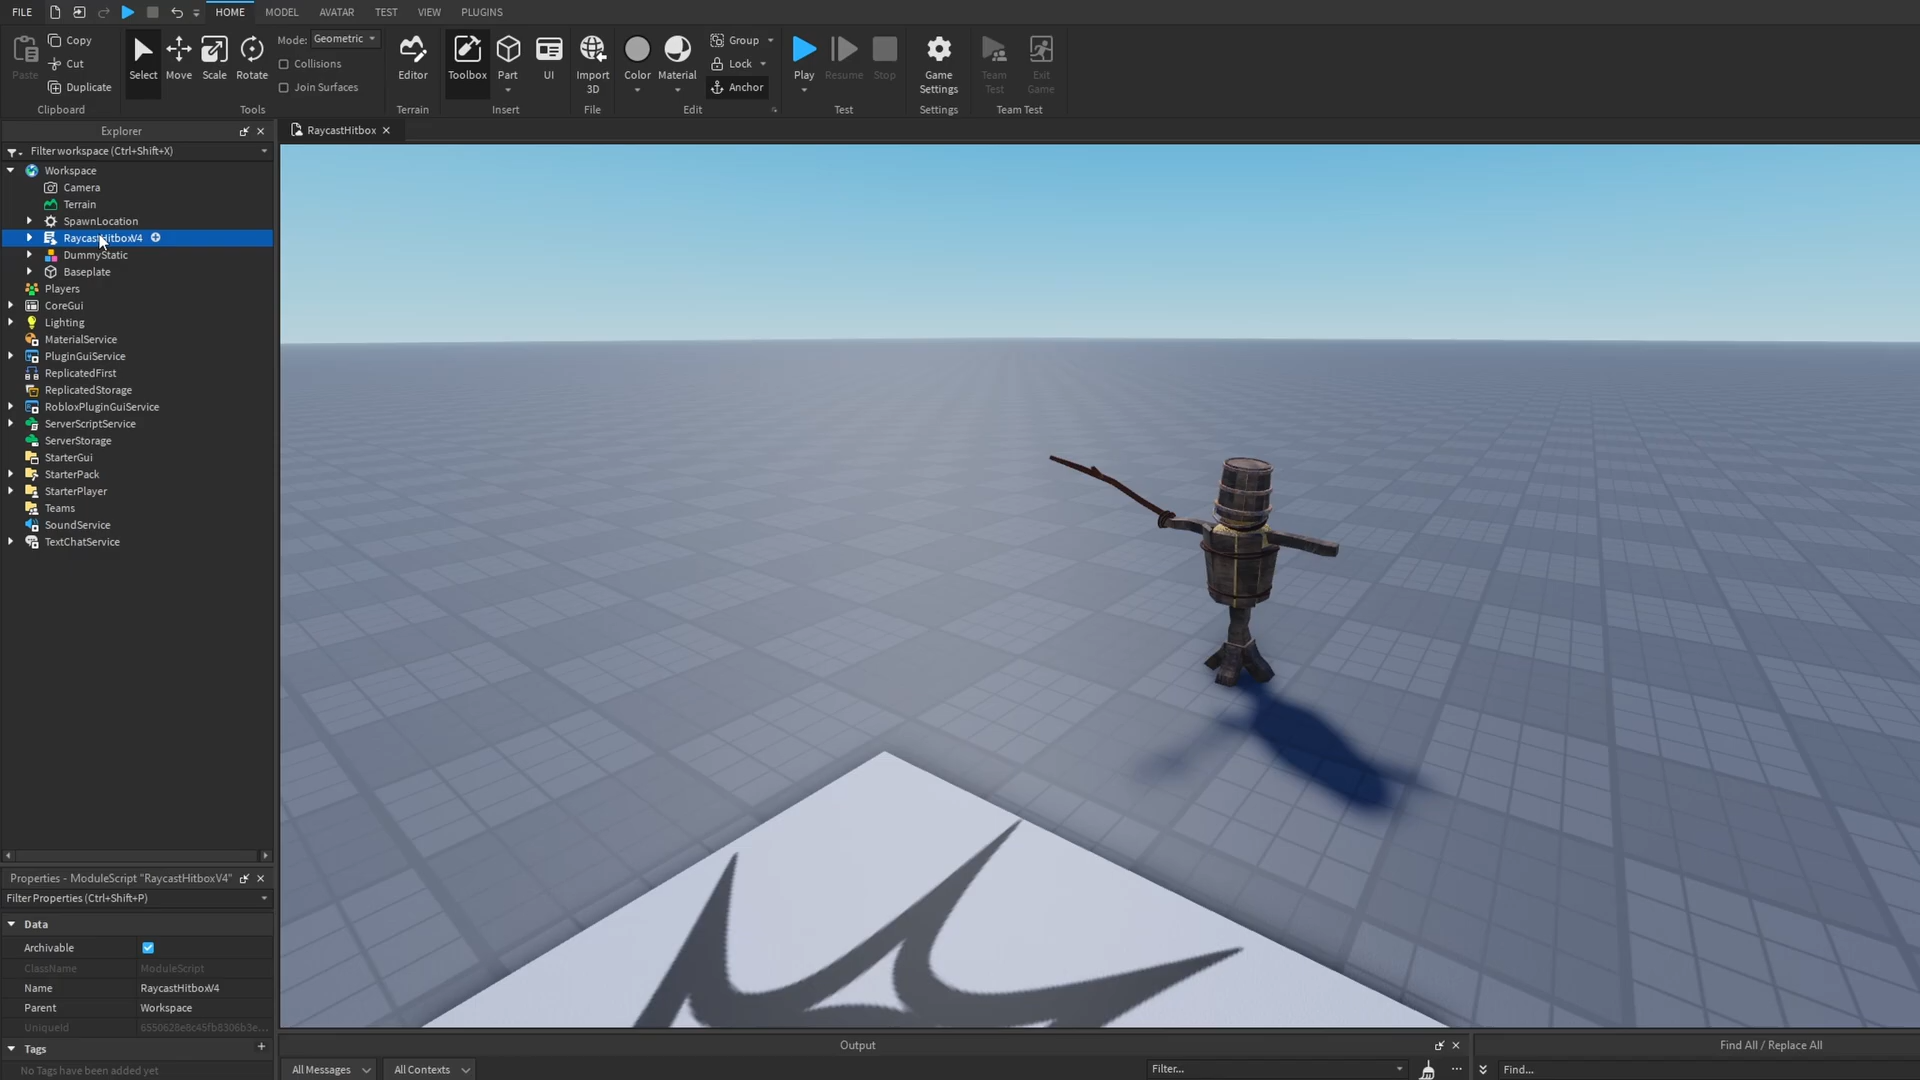 FILE HOME MODEL AVATAR TEST VIEW PLUGINS
Paste Copy Cut Duplicate
Clipboard
Select Move Scale Rotate
Mode: Geometric
Collisions
Join Surfaces
Tools
Editor
Terrain
Toolbox Part UI
Insert
Import 3D
File
Color Material
Group
Lock
Anchor
Edit
Play Resume Stop
Test
Game Settings
Settings
Team Test
Exit Game
Team Test
Explorer
RaycastHitbox
Filter workspace (Ctrl+Shift+X)
Workspace
Camera
Terrain
SpawnLocation
RaycastHitboxV4
DummyStatic
Baseplate
Players
CoreGui
Lighting
MaterialService
PluginGuiService
ReplicatedFirst
ReplicatedStorage
RobloxPluginGuiService
ServerScriptService
ServerStorage
StarterGui
StarterPack
StarterPlayer
Teams
SoundService
TextChatService
Properties - ModuleScript "RaycastHitboxV4"
Filter Properties (Ctrl+Shift+P)
Data
Archivable
ClassName ModuleScript
Name RaycastHitboxV4
Parent Workspace
UniqueId 6550628e8c45fb8306b3e...
Tags
No Tags have been added yet
Output
All Messages All Contexts Filter... ...
Find All / Replace All
Find...